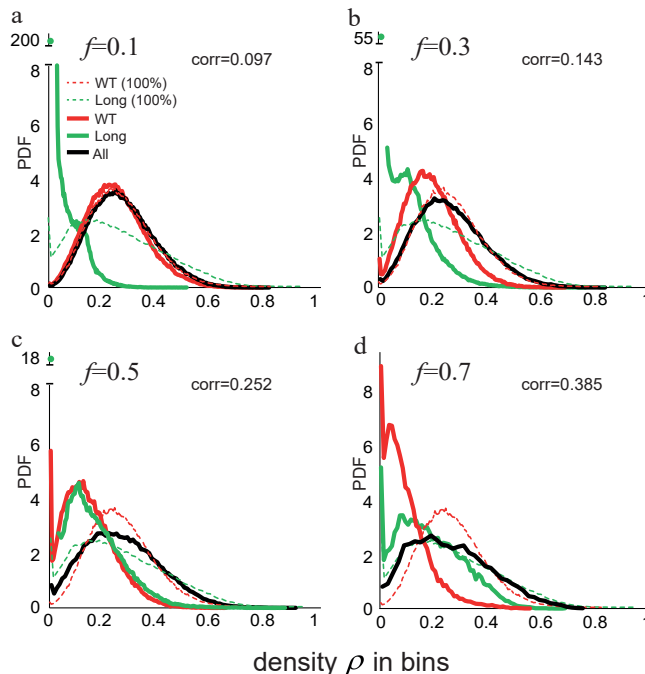 a
f=0.1
corr=0.097
200
8
6
4
2
0
PDF
WT (100%)
Long (100%)
WT
Long
All
0 0.2 0.4 0.6 0.8 1
b
f=0.3
corr=0.143
55
8
6
4
2
0
PDF
0 0.2 0.4 0.6 0.8 1
c
f=0.5
corr=0.252
18
8
6
4
2
0
PDF
0 0.2 0.4 0.6 0.8 1
d
f=0.7
corr=0.385
8
6
4
2
0
PDF
0 0.2 0.4 0.6 0.8 1
density ρ in bins